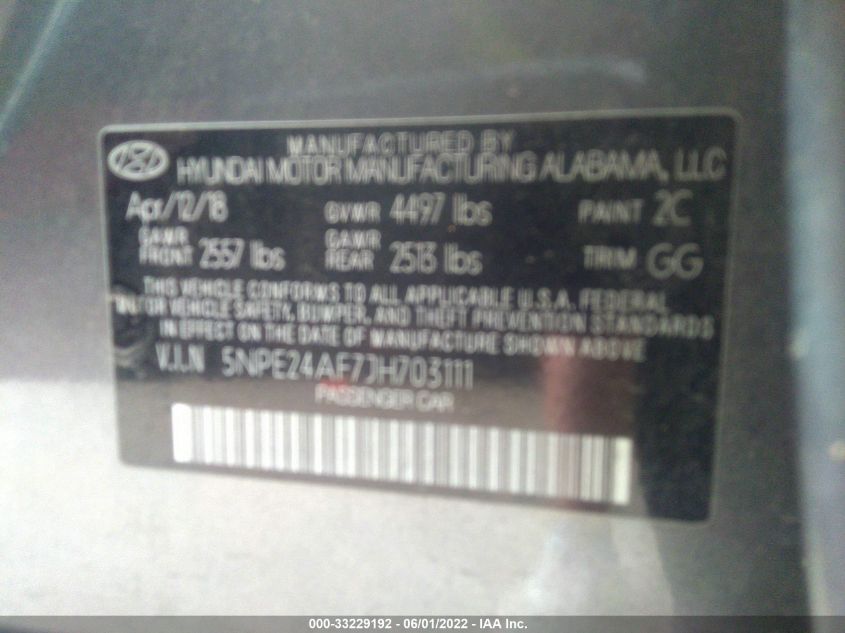 MANUFACTURED BY
HYUNDAI MOTOR MANUFACTURING ALABAMA, LLC
Apr/12/18 GVWR 4497 lbs PAINT 2C
GAWR FRONT 2557 lbs GAWR REAR 2513 lbs TRIM GG
THIS VEHICLE CONFORMS TO ALL APPLICABLE U.S.A. FEDERAL
MOTOR VEHICLE SAFETY, BUMPER, AND THEFT PREVENTION STANDARDS
IN EFFECT ON THE DATE OF MANUFACTURE SHOWN ABOVE
V.I.N 5NPE24AF7JH703111
PASSENGER CAR
000-33229192 - 06/01/2022 - IAA Inc.